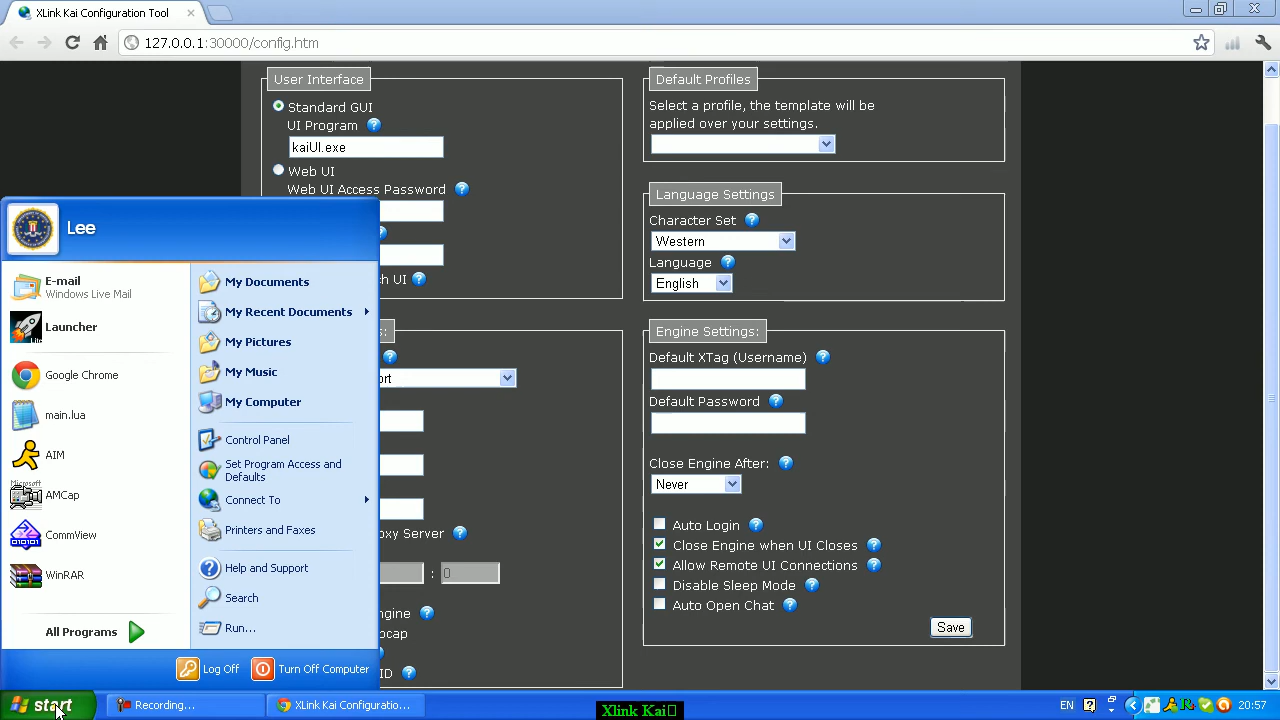 XLink Kai Configuration Tool
127.0.0.1:30000/config.htm
User Interface
Standard GUI
UI Program
kaiUI.exe
Web UI
Web UI Access Password
ch UI
s:
ort
oxy Server
: 0
ngine
ocap
ID
Default Profiles
Select a profile, the template will be
applied over your settings.
Language Settings
Character Set
Western
Language
English
Engine Settings:
Default XTag (Username)
Default Password
Close Engine After:
Never
Auto Login
Close Engine when UI Closes
Allow Remote UI Connections
Disable Sleep Mode
Auto Open Chat
Save
Lee
E-mail
Windows Live Mail
Launcher
Lite
Google Chrome
main.lua
AIM
Microsoft
AMCap
CommView
WinRAR
All Programs
My Documents
My Recent Documents
My Pictures
My Music
My Computer
Control Panel
Set Program Access and
Defaults
Connect To
Printers and Faxes
Help and Support
Search
Run...
Log Off
Turn Off Computer
start
Recording...
XLink Kai Configuratio...
Xlink Kai
EN
20:57